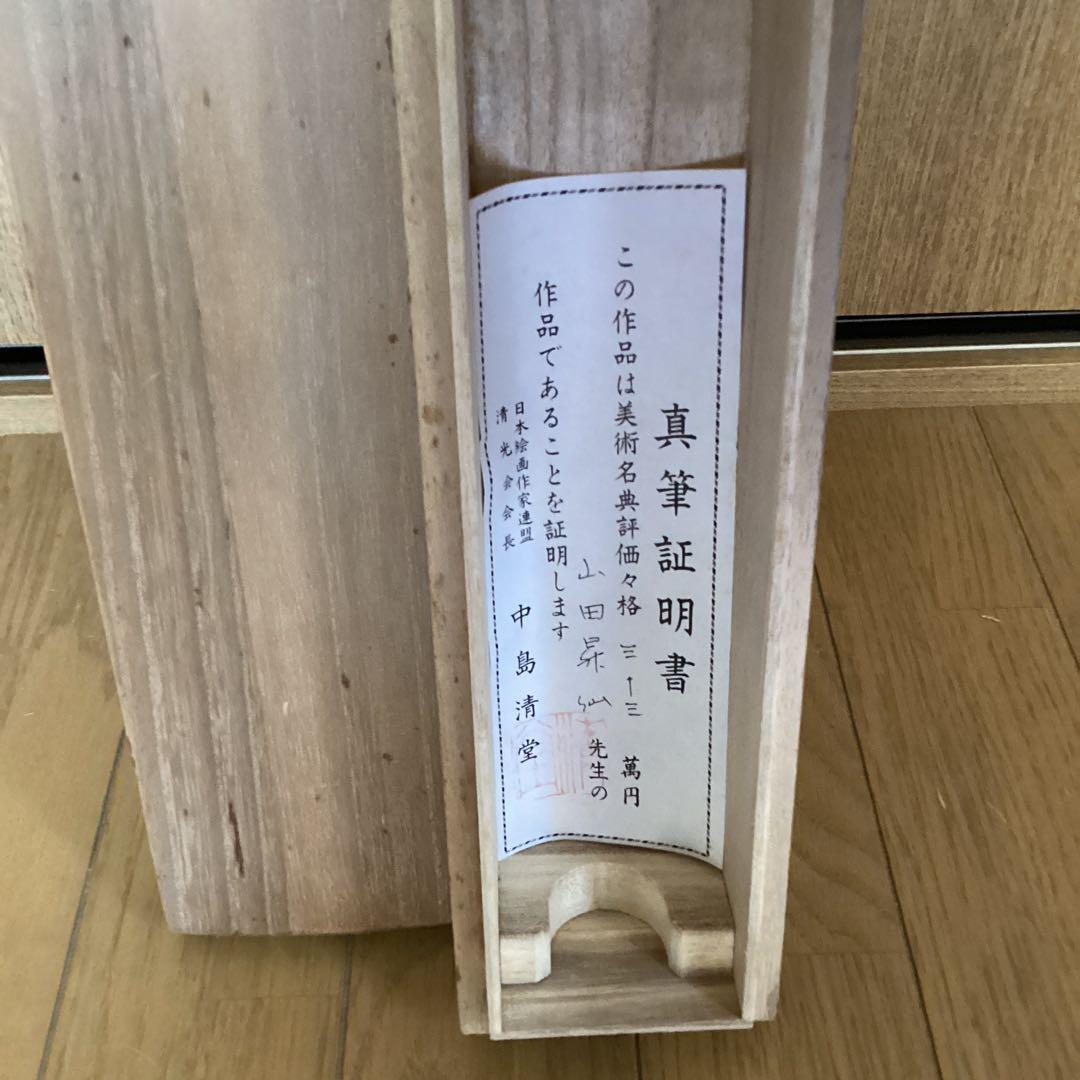 真筆証明書
この作品は美術名典評価々格 三十三 萬円
山田昇仙先生の
作品であることを証明します
日本絵画作家連盟
清光会会長
中島清堂